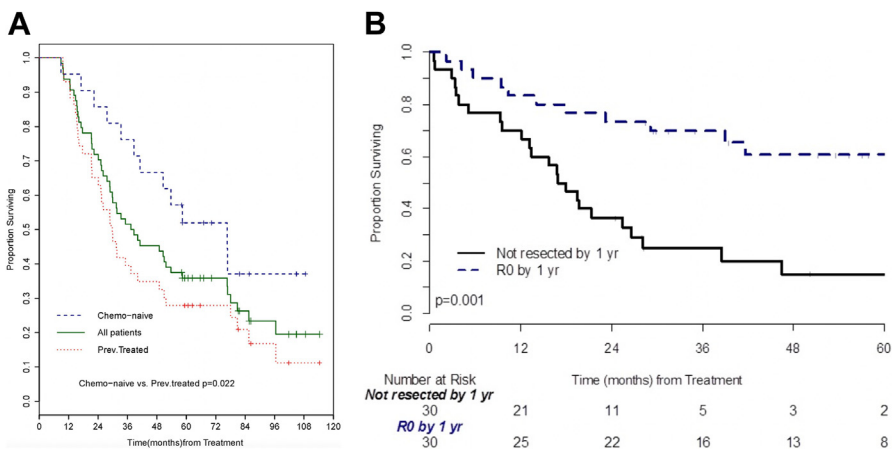 A
Proportion Surviving
1.0
0.9
0.8
0.7
0.6
0.5
0.4
0.3
0.2
0.1
0.0
Chemo-naive
All patients
Prev.Treated
Chemo-naive vs. Prev.treated p=0.022
0 12 24 36 48 60 72 84 96 108 120
Time(months)from Treatment
B
Proportion Surviving
1.0
0.8
0.6
0.4
0.2
0.0
Not resected by 1 yr
R0 by 1 yr
p=0.001
0 12 24 36 48 60
Number at Risk Time (months) from Treatment
Not resected by 1 yr
30 21 11 5 3 2
R0 by 1 yr
30 25 22 16 13 8